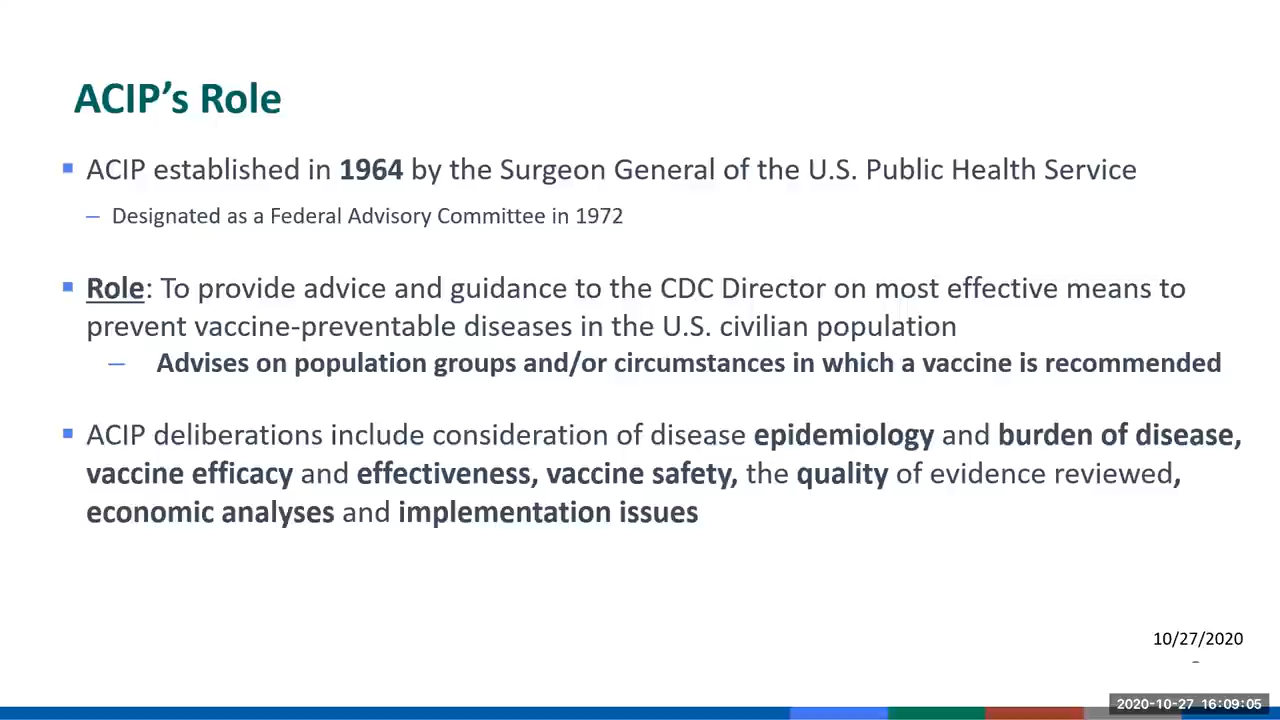 ACIP’s Role
▪ ACIP established in 1964 by the Surgeon General of the U.S. Public Health Service
– Designated as a Federal Advisory Committee in 1972
▪ Role: To provide advice and guidance to the CDC Director on most effective means to
prevent vaccine-preventable diseases in the U.S. civilian population
– Advises on population groups and/or circumstances in which a vaccine is recommended
▪ ACIP deliberations include consideration of disease epidemiology and burden of disease,
vaccine efficacy and effectiveness, vaccine safety, the quality of evidence reviewed,
economic analyses and implementation issues
10/27/2020
2020-10-27 16:09:05